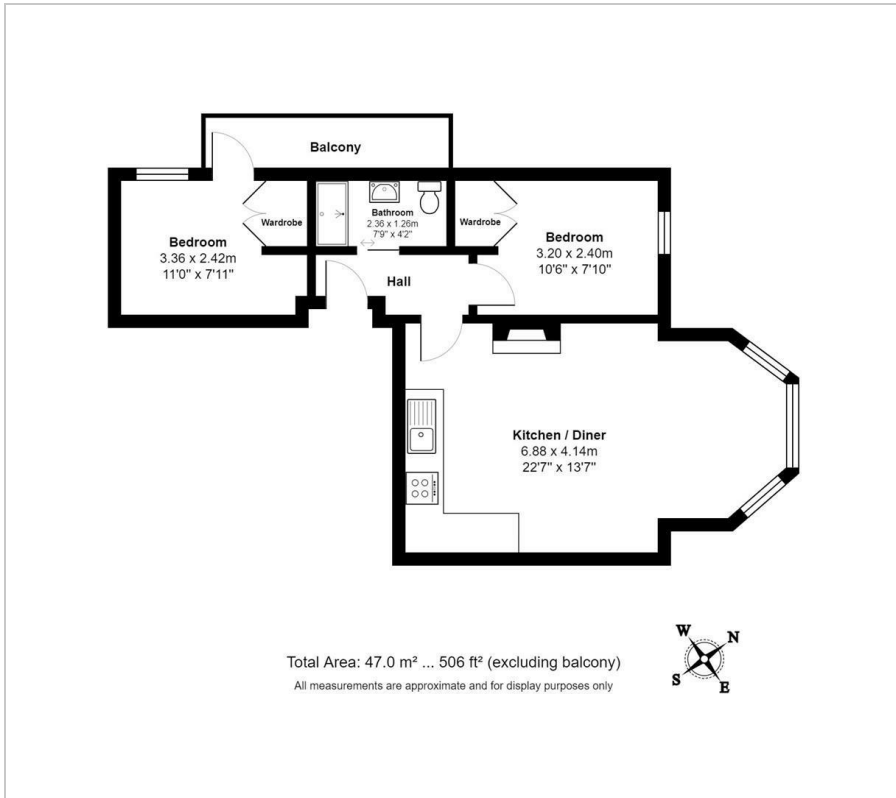 Balcony
Wardrobe
Bedroom
3.36 x 2.42m
11'0" x 7'11"
Bathroom
2.36 x 1.26m
7'9" x 4'2"
Wardrobe
Bedroom
3.20 x 2.40m
10'6" x 7'10"
Hall
Kitchen / Diner
6.88 x 4.14m
22'7" x 13'7"
Total Area: 47.0 m² ... 506 ft² (excluding balcony)
All measurements are approximate and for display purposes only
W
N
S
E